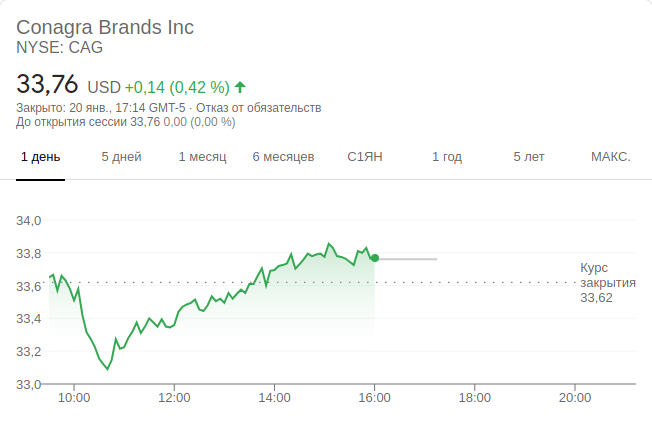 Conagra Brands Inc
NYSE: CAG
33,76 USD +0,14 (0,42 %)
Закрыто: 20 янв., 17:14 GMT-5 · Отказ от обязательств
До открытия сессии 33,76 0,00 (0,00 %)
1 день 5 дней 1 месяц 6 месяцев С1ЯН 1 год 5 лет МАКС.
34,0
33,8
33,6
33,4
33,2
33,0
Курс
закрытия
33,62
10:00 12:00 14:00 16:00 18:00 20:00